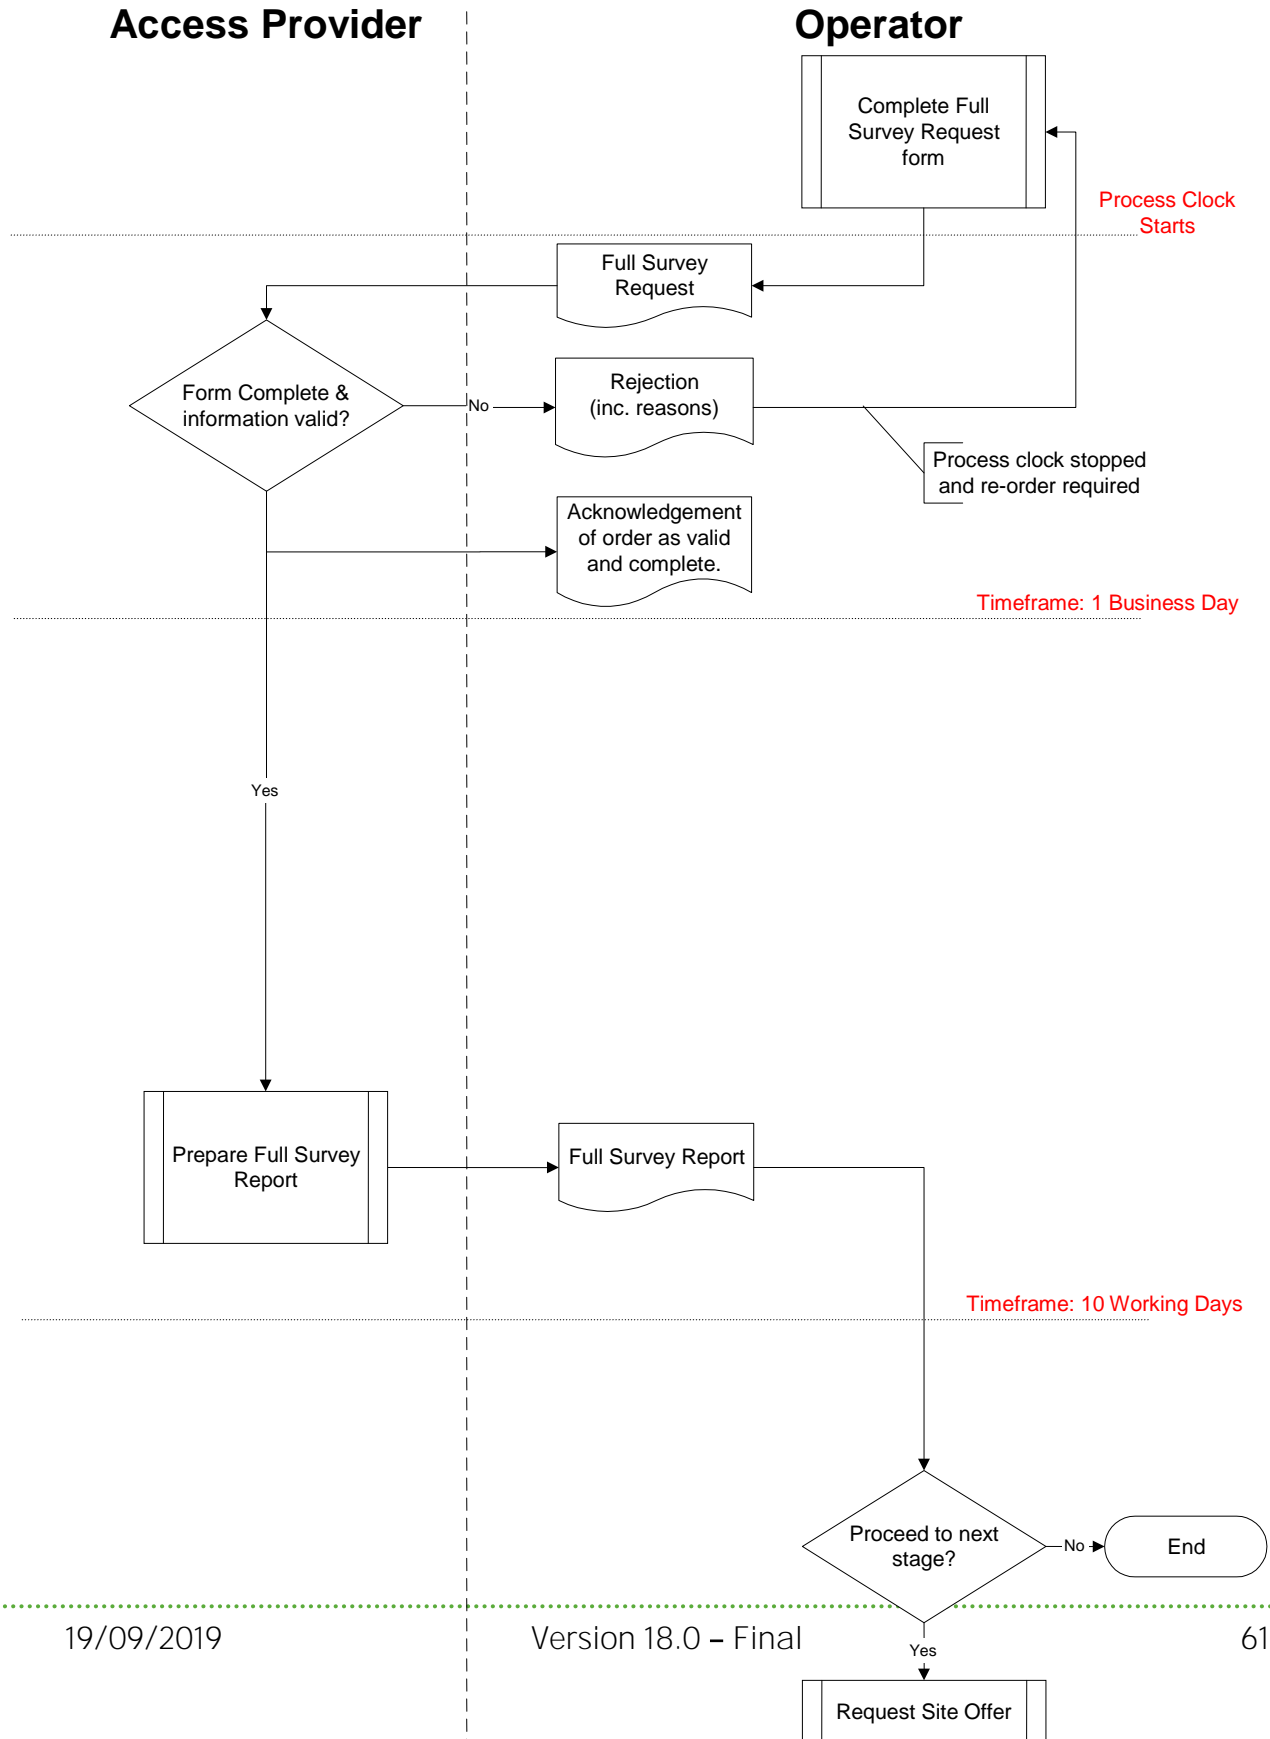 Access Provider
Operator
Complete Full
Survey Request
form
Process Clock
Starts
Full Survey
Request
Form Complete &
information valid?
No
Rejection
(inc. reasons)
Process clock stopped
and re-order required
Acknowledgement
of order as valid
and complete.
Timeframe: 1 Business Day
Yes
Prepare Full Survey
Report
Full Survey Report
Timeframe: 10 Working Days
Proceed to next
stage?
No
End
19/09/2019
Version 18.0 – Final
61
Yes
Request Site Offer